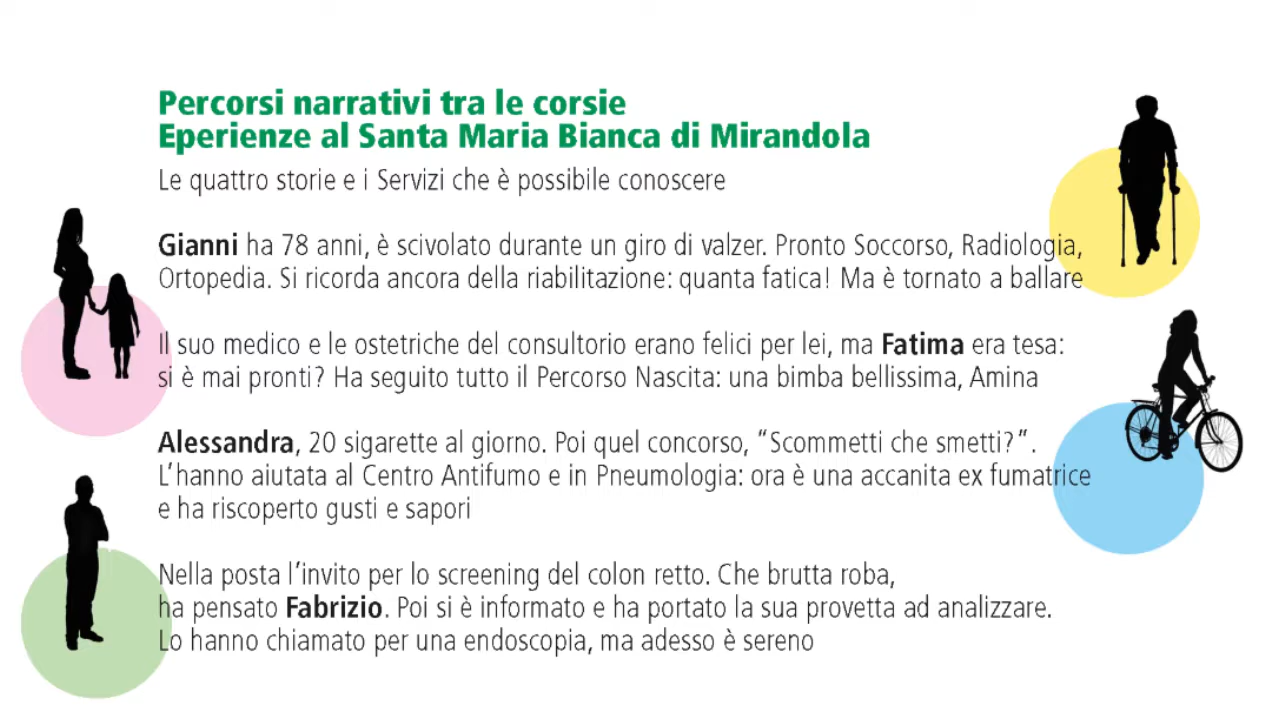 Percorsi narrativi tra le corsie
Eperienze al Santa Maria Bianca di Mirandola
Le quattro storie e i Servizi che è possibile conoscere
Gianni ha 78 anni, è scivolato durante un giro di valzer. Pronto Soccorso, Radiologia,
Ortopedia. Si ricorda ancora della riabilitazione: quanta fatica! Ma è tornato a ballare
Il suo medico e le ostetriche del consultorio erano felici per lei, ma Fatima era tesa:
si è mai pronti? Ha seguito tutto il Percorso Nascita: una bimba bellissima, Amina
Alessandra, 20 sigarette al giorno. Poi quel concorso, “Scommetti che smetti?”.
L’hanno aiutata al Centro Antifumo e in Pneumologia: ora è una accanita ex fumatrice
e ha riscoperto gusti e sapori
Nella posta l’invito per lo screening del colon retto. Che brutta roba,
ha pensato Fabrizio. Poi si è informato e ha portato la sua provetta ad analizzare.
Lo hanno chiamato per una endoscopia, ma adesso è sereno